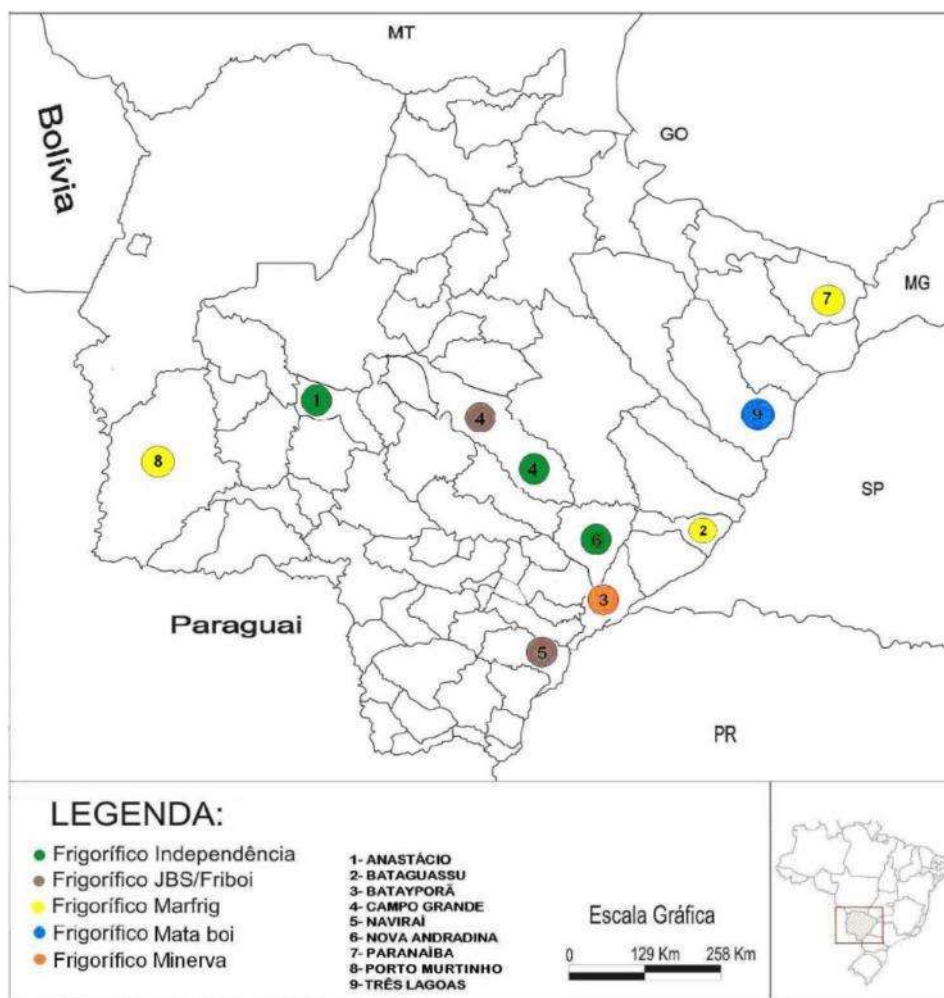 MT
Bolívia
GO
MG
7
1
4
9
8
4
SP
2
6
3
Paraguai
5
PR
LEGENDA:
Frigorífico Independência
Frigorífico JBS/Friboi
Frigorífico Marfrig
Frigorífico Mata boi
Frigorífico Minerva
1- ANASTÁCIO
2- BATAGUASSU
3- BATAYPORÃ
4- CAMPO GRANDE
5- NAVIRAÍ
6- NOVA ANDRADINA
7- PARANAÍBA
8- PORTO MURTINHO
9- TRÊS LAGOAS
Escala Gráfica
0 129 Km 258 Km